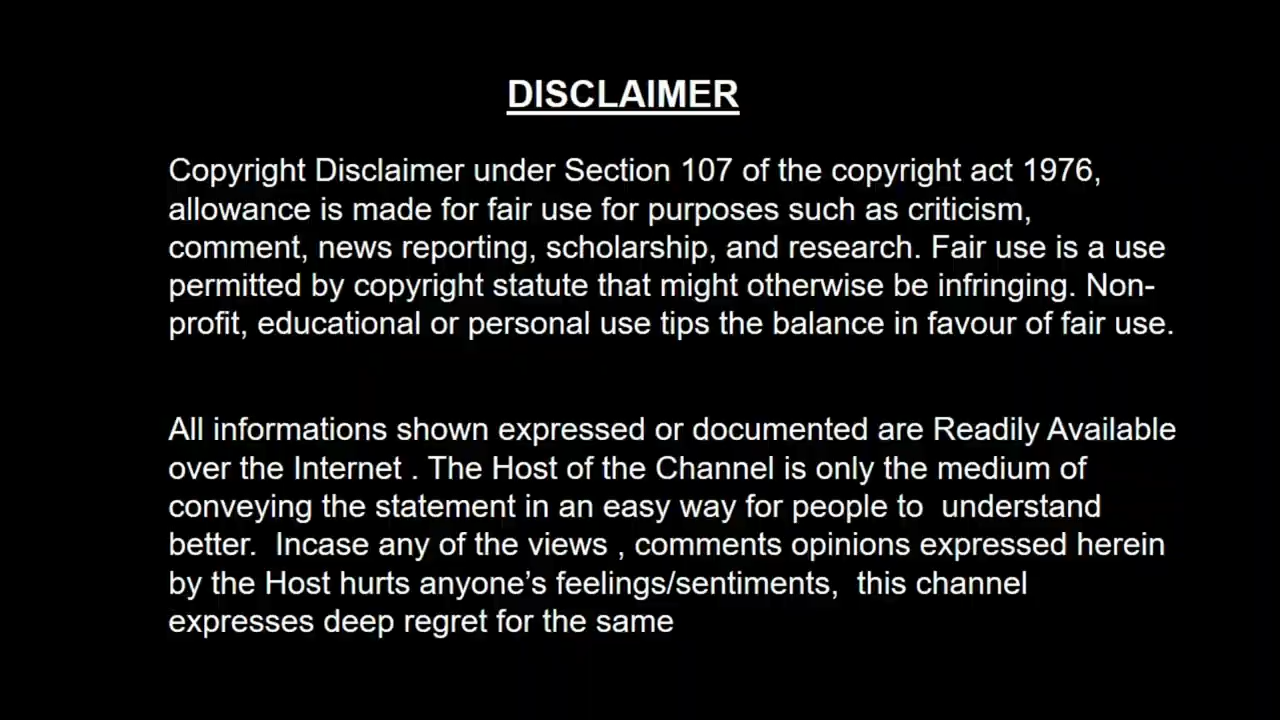 DISCLAIMER
Copyright Disclaimer under Section 107 of the copyright act 1976,
allowance is made for fair use for purposes such as criticism,
comment, news reporting, scholarship, and research. Fair use is a use
permitted by copyright statute that might otherwise be infringing. Non-
profit, educational or personal use tips the balance in favour of fair use.
All informations shown expressed or documented are Readily Available
over the Internet . The Host of the Channel is only the medium of
conveying the statement in an easy way for people to  understand
better.  Incase any of the views , comments opinions expressed herein
by the Host hurts anyone’s feelings/sentiments,  this channel
expresses deep regret for the same